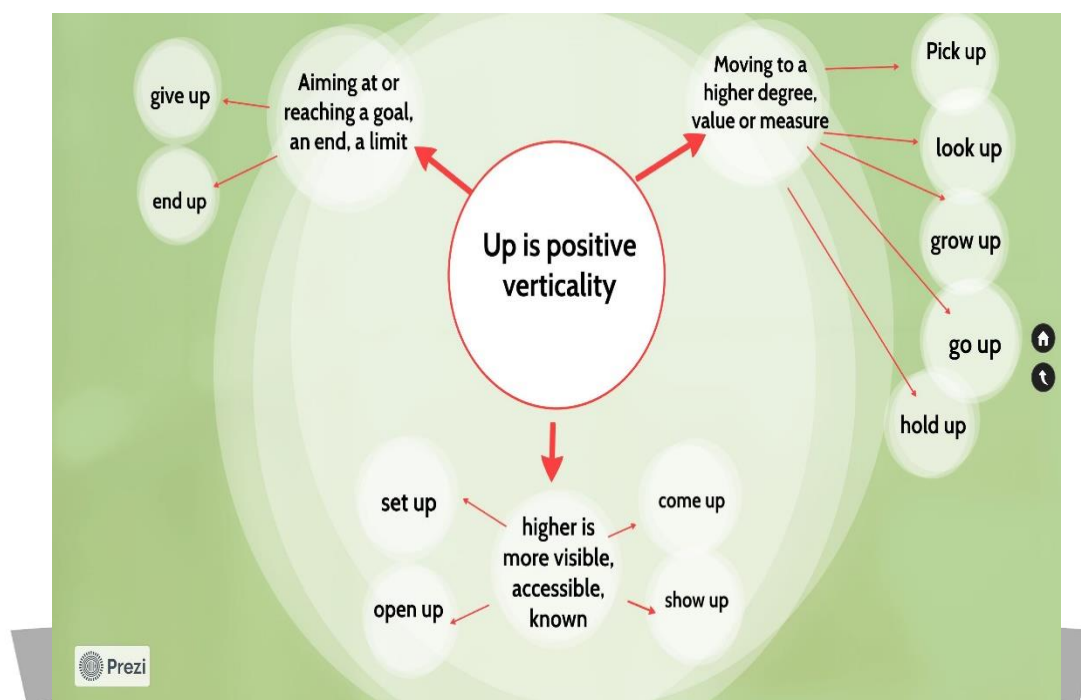 give up
end up
Aiming at or
reaching a goal,
an end, a limit
Moving to a
higher degree,
value or measure
Pick up
look up
grow up
go up
hold up
Up is positive
verticality
set up
open up
higher is
more visible,
accessible,
known
come up
show up
Prezi